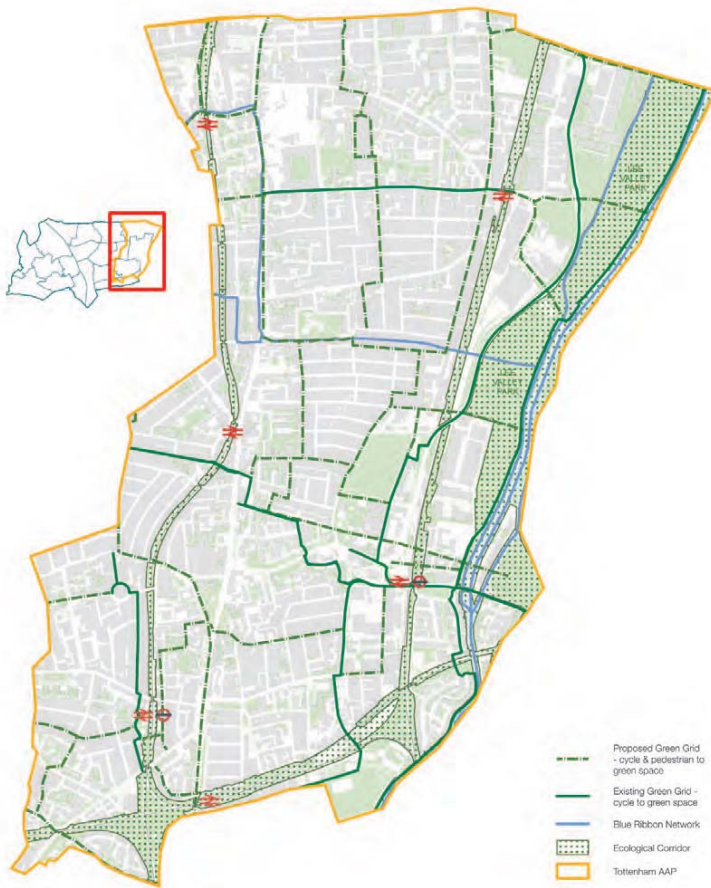 LEE
VALLEY
PARK
LEE
VALLEY
PARK
Proposed Green Grid
- cycle & pedestrian to
green space
Existing Green Grid -
cycle to green space
Blue Ribbon Network
Ecological Corridor
Tottenham AAP